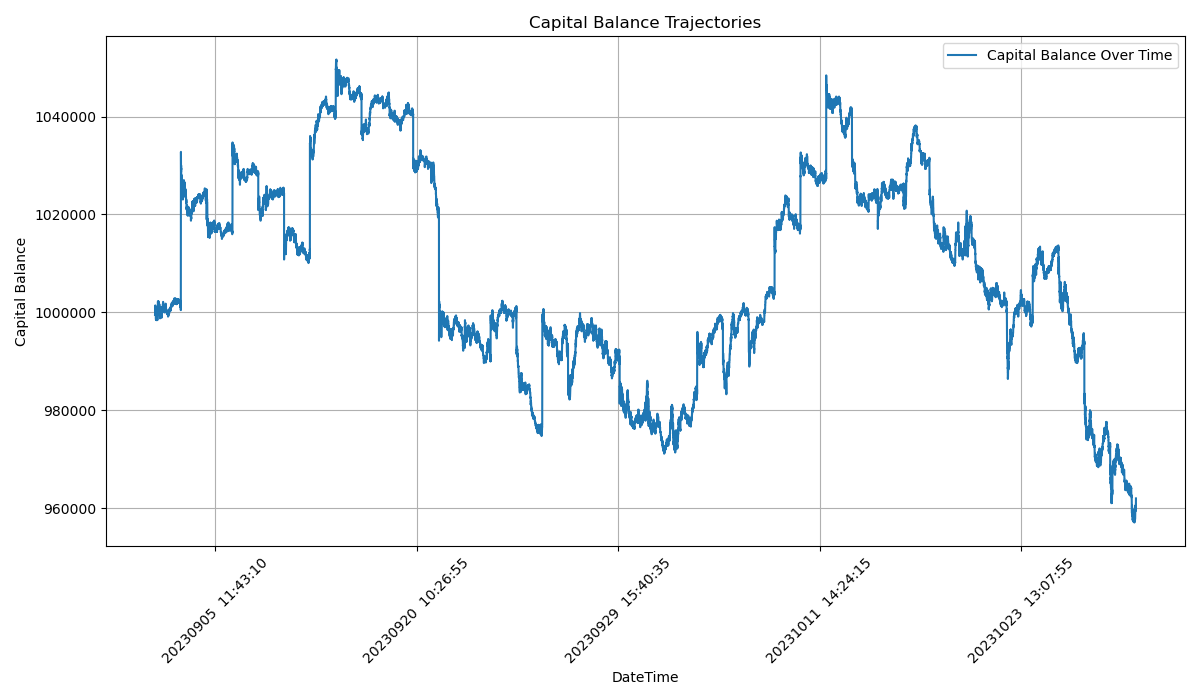 Capital Balance Trajectories
Capital Balance Over Time
1040000
1020000
1000000
980000
960000
Capital Balance
20230905 11:43:10
20230920 10:26:55
20230929 15:40:35
20231011 14:24:15
20231023 13:07:55
DateTime